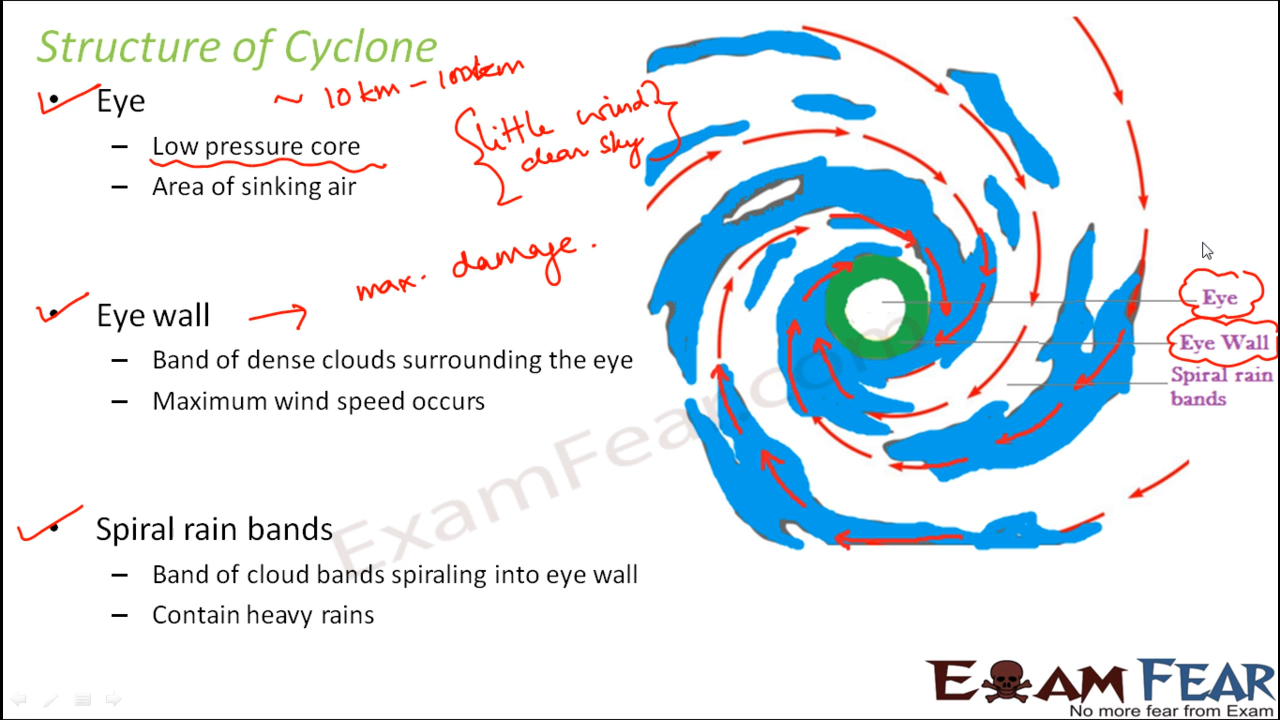 Structure of Cyclone
• Eye
~ 10 km – 100 km
– Low pressure core
– Area of sinking air
little wind
clear sky
max. damage.
• Eye wall →
– Band of dense clouds surrounding the eye
– Maximum wind speed occurs
• Spiral rain bands
– Band of cloud bands spiraling into eye wall
– Contain heavy rains
Eye
Eye Wall
Spiral rain
bands
ExamFear.com
EXAM FEAR
No more fear from Exam